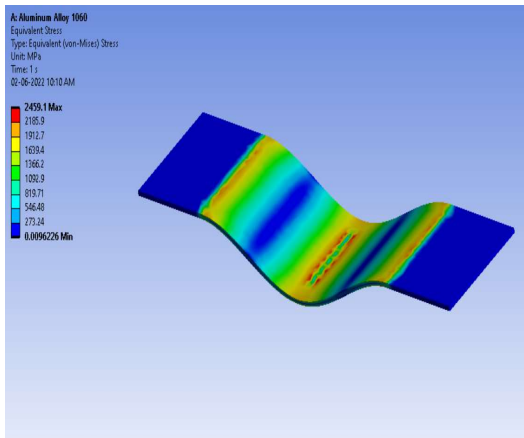 A: Aluminum Alloy 1060
Equivalent Stress
Type: Equivalent (von-Mises) Stress
Unit: MPa
Time: 1 s
02-06-2022 10:10 AM
2459.1 Max
2185.9
1912.7
1639.4
1366.2
1092.9
819.71
546.48
273.24
0.0096226 Min